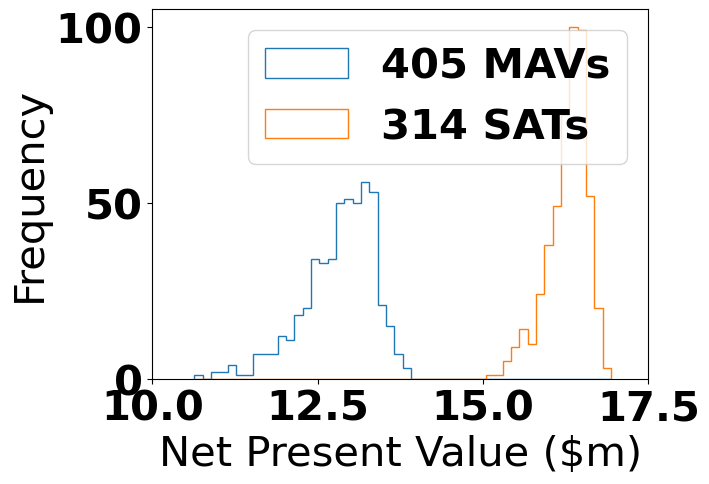 100
50
0
Frequency
405 MAVs
314 SATs
10.0 12.5 15.0 17.5
Net Present Value ($m)